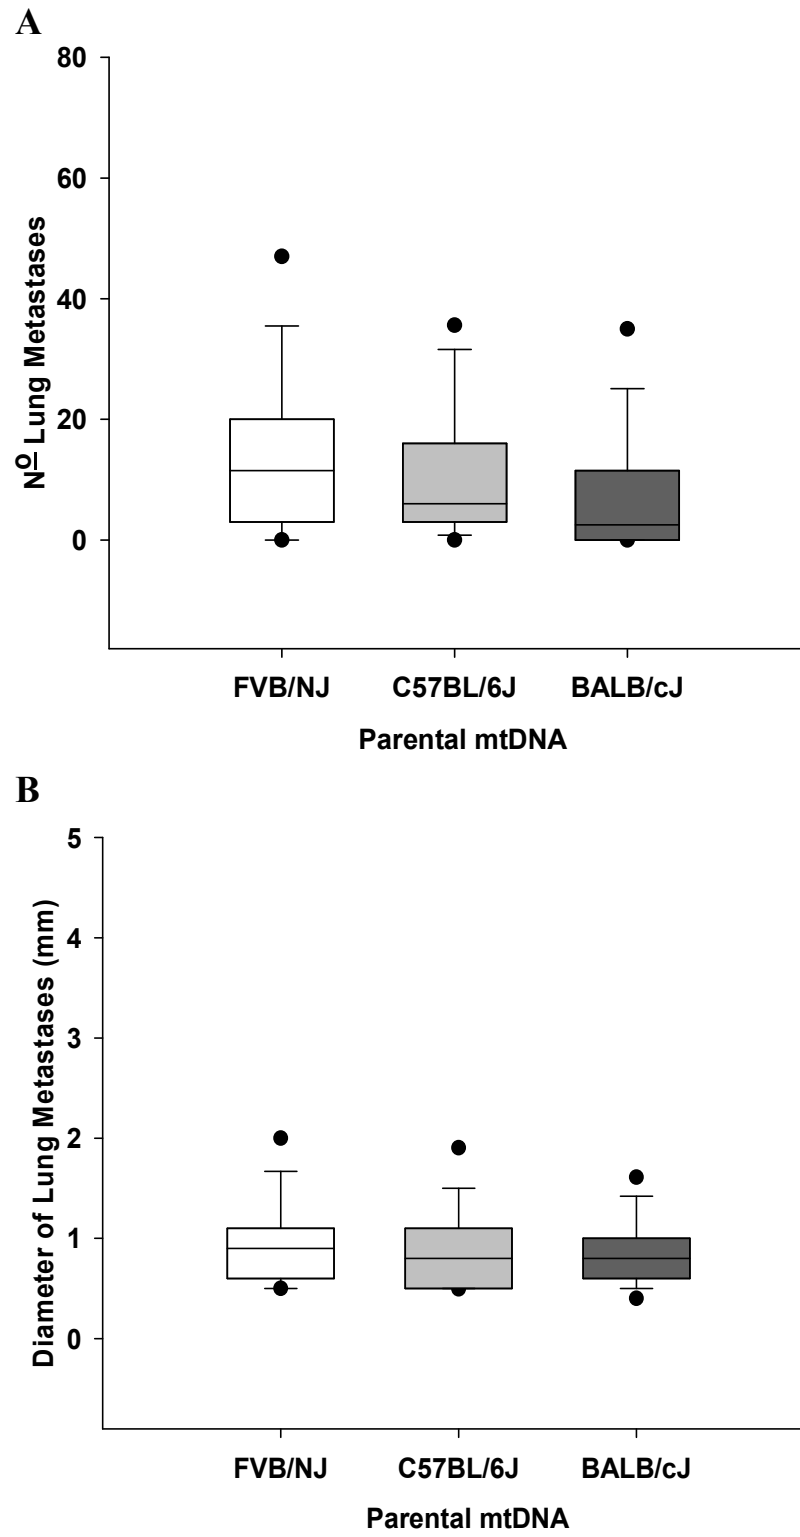 A
80
60
40
20
0
Nº Lung Metastases
FVB/NJ C57BL/6J BALB/cJ
Parental mtDNA
B
5
4
3
2
1
0
Diameter of Lung Metastases (mm)
FVB/NJ C57BL/6J BALB/cJ
Parental mtDNA